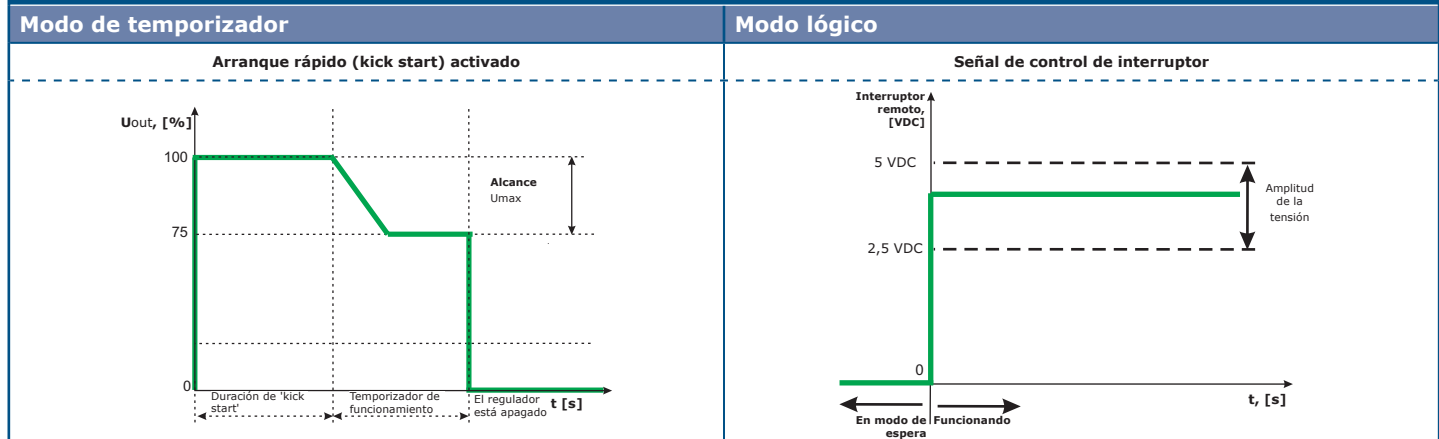 Modo de temporizador
Arranque rápido (kick start) activado
Uout, [%]
100
75
0
Alcance
Umax
Duración de 'kick
start'
Temporizador de
funcionamiento
El regulador
está apagado
t [s]
Modo lógico
Señal de control de interruptor
Interruptor
remoto,
[VDC]
5 VDC
2,5 VDC
0
Amplitud
de la
tensión
t, [s]
En modo de
espera
Funcionando